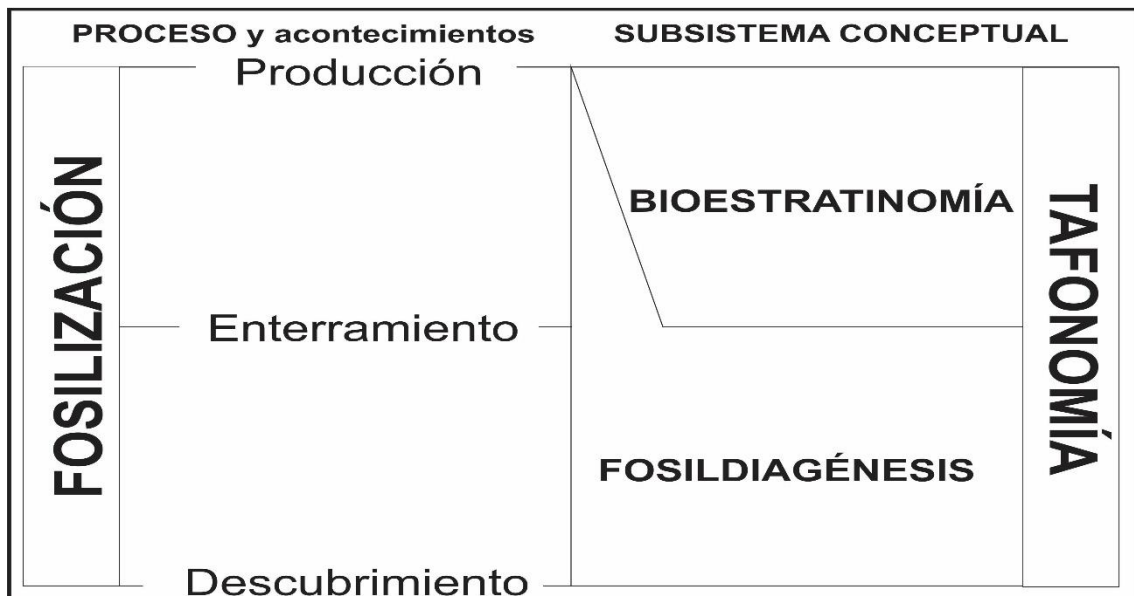 PROCESO y acontecimientos
SUBSISTEMA CONCEPTUAL
Producción
FOSILIZACIÓN
BIOESTRATINOMÍA
TAFONOMÍA
Enterramiento
FOSILDIAGÉNESIS
Descubrimiento